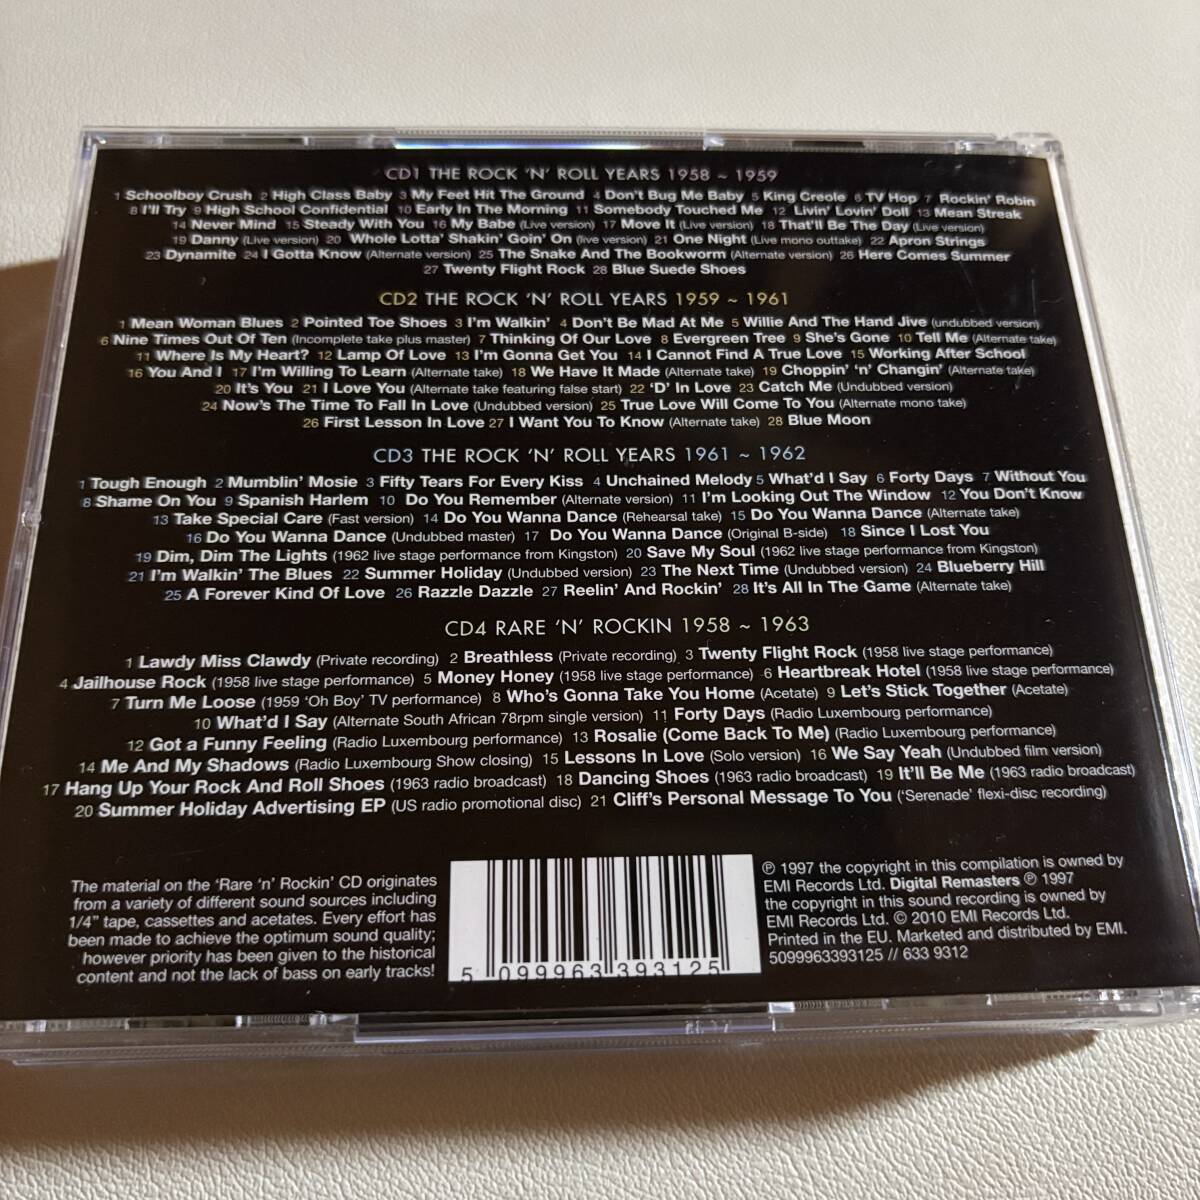 CD1 THE ROCK 'N' ROLL YEARS 1958 ~ 1959
1 Schoolboy Crush 2 High Class Baby 3 My Feet Hit The Ground 4 Don't Bug Me Baby 5 King Creole 6 TV Hop 7 Rockin' Robin
8 I'll Try 9 High School Confidential 10 Early In The Morning 11 Somebody Touched Me 12 Livin' Lovin' Doll 13 Mean Streak
14 Never Mind 15 Steady With You 16 My Babe (Live version) 17 Move It (Live version) 18 That'll Be The Day (Live version)
19 Danny (Live version) 20 Whole Lotta' Shakin' Goin' On (live version) 21 One Night (Live mono outtake) 22 Apron Strings
23 Dynamite 24 I Gotta Know (Alternate version) 25 The Snake And The Bookworm (Alternate version) 26 Here Comes Summer
27 Twenty Flight Rock 28 Blue Suede Shoes
CD2 THE ROCK 'N' ROLL YEARS 1959 ~ 1961
1 Mean Woman Blues 2 Pointed Toe Shoes 3 I'm Walkin' 4 Don't Be Mad At Me 5 Willie And The Hand Jive (undubbed version)
6 Nine Times Out Of Ten (Incomplete take plus master) 7 Thinking Of Our Love 8 Evergreen Tree 9 She's Gone 10 Tell Me (Alternate take)
11 Where Is My Heart? 12 Lamp Of Love 13 I'm Gonna Get You 14 I Cannot Find A True Love 15 Working After School
16 You And I 17 I'm Willing To Learn (Alternate take) 18 We Have It Made (Alternate take) 19 Choppin' 'n' Changin' (Alternate take)
20 It's You 21 I Love You (Alternate take featuring false start) 22 'D' In Love 23 Catch Me (Undubbed version)
24 Now's The Time To Fall In Love (Undubbed version) 25 True Love Will Come To You (Alternate mono take)
26 First Lesson In Love 27 I Want You To Know (Alternate take) 28 Blue Moon
CD3 THE ROCK 'N' ROLL YEARS 1961 ~ 1962
1 Tough Enough 2 Mumblin' Mosie 3 Fifty Tears For Every Kiss 4 Unchained Melody 5 What'd I Say 6 Forty Days 7 Without You
8 Shame On You 9 Spanish Harlem 10 Do You Remember (Alternate version) 11 I'm Looking Out The Window 12 You Don't Know
13 Take Special Care (Fast version) 14 Do You Wanna Dance (Rehearsal take) 15 Do You Wanna Dance (Alternate take)
16 Do You Wanna Dance (Undubbed master) 17 Do You Wanna Dance (Original B-side) 18 Since I Lost You
19 Dim, Dim The Lights (1962 live stage performance from Kingston) 20 Save My Soul (1962 live stage performance from Kingston)
21 I'm Walkin' The Blues 22 Summer Holiday (Undubbed version) 23 The Next Time (Undubbed version) 24 Blueberry Hill
25 A Forever Kind Of Love 26 Razzle Dazzle 27 Reelin' And Rockin' 28 It's All In The Game (Alternate take)
CD4 RARE 'N' ROCKIN 1958 ~ 1963
1 Lawdy Miss Clawdy (Private recording) 2 Breathless (Private recording) 3 Twenty Flight Rock (1958 live stage performance)
4 Jailhouse Rock (1958 live stage performance) 5 Money Honey (1958 live stage performance) 6 Heartbreak Hotel (1958 live stage performance)
7 Turn Me Loose (1959 'Oh Boy' TV performance) 8 Who's Gonna Take You Home (Acetate) 9 Let's Stick Together (Acetate)
10 What'd I Say (Alternate South African 78rpm single version) 11 Forty Days (Radio Luxembourg performance)
12 Got a Funny Feeling (Radio Luxembourg performance) 13 Rosalie (Come Back To Me) (Radio Luxembourg performance)
14 Me And My Shadows (Radio Luxembourg Show closing) 15 Lessons In Love (Solo version) 16 We Say Yeah (Undubbed film version)
17 Hang Up Your Rock And Roll Shoes (1963 radio broadcast) 18 Dancing Shoes (1963 radio broadcast) 19 It'll Be Me (1963 radio broadcast)
20 Summer Holiday Advertising EP (US radio promotional disc) 21 Cliff's Personal Message To You ('Serenade' flexi-disc recording)
The material on the 'Rare 'n' Rockin' CD originates
from a variety of different sound sources including
1/4" tape, cassettes and acetates. Every effort has
been made to achieve the optimum sound quality;
however priority has been given to the historical
content and not the lack of bass on early tracks!
5 099963 393125
℗ 1997 the copyright in this compilation is owned by
EMI Records Ltd. Digital Remasters ℗ 1997
the copyright in this sound recording is owned by
EMI Records Ltd. © 2010 EMI Records Ltd.
Printed in the EU. Marketed and distributed by EMI.
5099963393125 // 633 9312